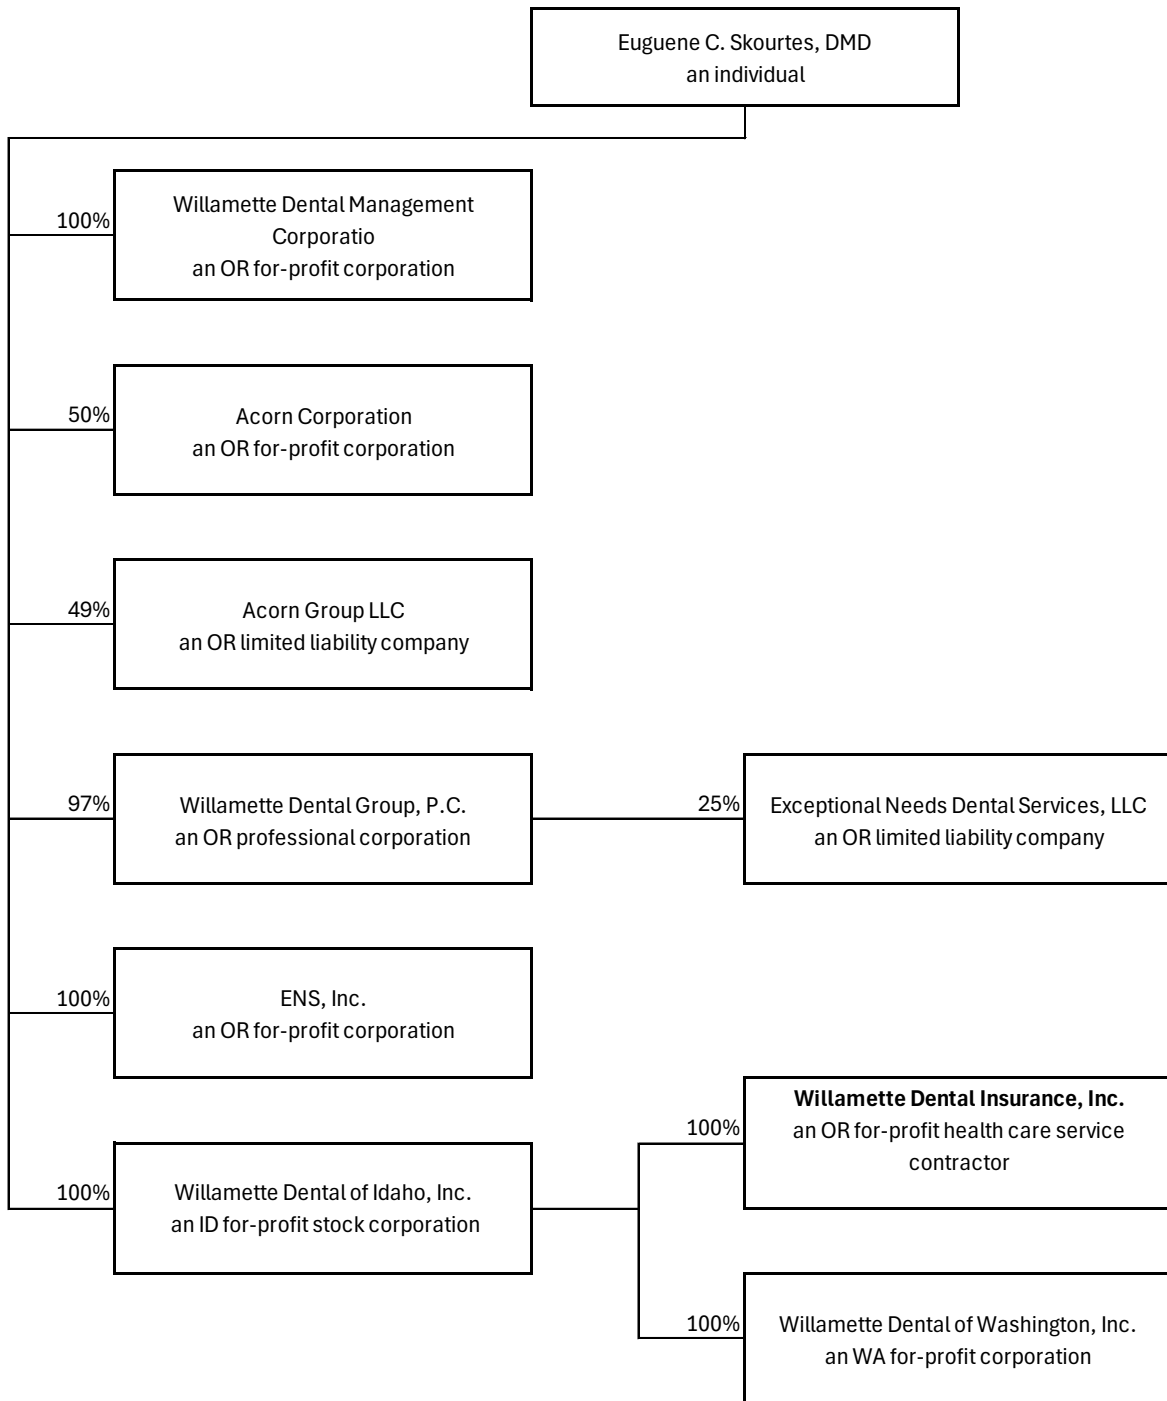 Euguene C. Skourtes, DMD
an individual
100%
Willamette Dental Management
Corporatio
an OR for-profit corporation
50%
Acorn Corporation
an OR for-profit corporation
49%
Acorn Group LLC
an OR limited liability company
97%
Willamette Dental Group, P.C.
an OR professional corporation
25%
Exceptional Needs Dental Services, LLC
an OR limited liability company
100%
ENS, Inc.
an OR for-profit corporation
100%
Willamette Dental of Idaho, Inc.
an ID for-profit stock corporation
100%
Willamette Dental Insurance, Inc.
an OR for-profit health care service
contractor
100%
Willamette Dental of Washington, Inc.
an WA for-profit corporation